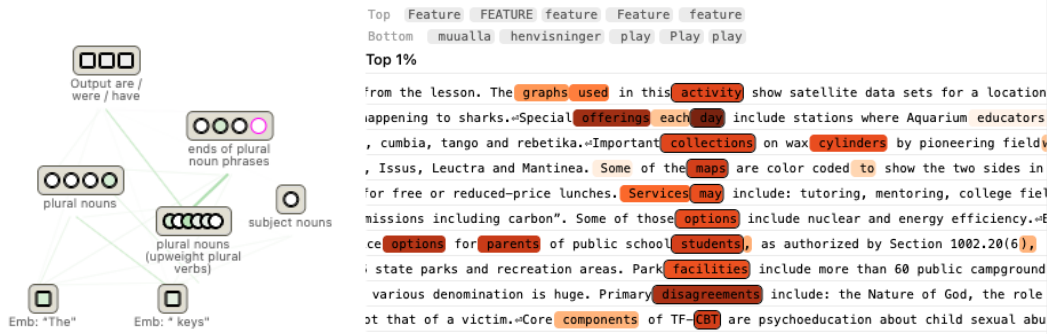 Output are /
were / have
ends of plural
noun phrases
plural nouns
subject nouns
plural nouns
(upweight plural
verbs)
Emb: "The"
Emb: " keys"
Top Feature FEATURE feature Feature feature
Bottom muualla henvisninger play Play play
Top 1%
from the lesson. The graphs used in this activity show satellite data sets for a location
appening to sharks.↵Special offerings each day include stations where Aquarium educators
, cumbia, tango and rebetika.↵Important collections on wax cylinders by pioneering field
, Issus, Leuctra and Mantinea. Some of the maps are color coded to show the two sides in
for free or reduced-price lunches. Services may include: tutoring, mentoring, college fiel
missions including carbon". Some of those options include nuclear and energy efficiency.↵E
ce options for parents of public school students, as authorized by Section 1002.20(6),
state parks and recreation areas. Park facilities include more than 60 public campground
various denomination is huge. Primary disagreements include: the Nature of God, the role
ot that of a victim.↵Core components of TF-CBT are psychoeducation about child sexual abu